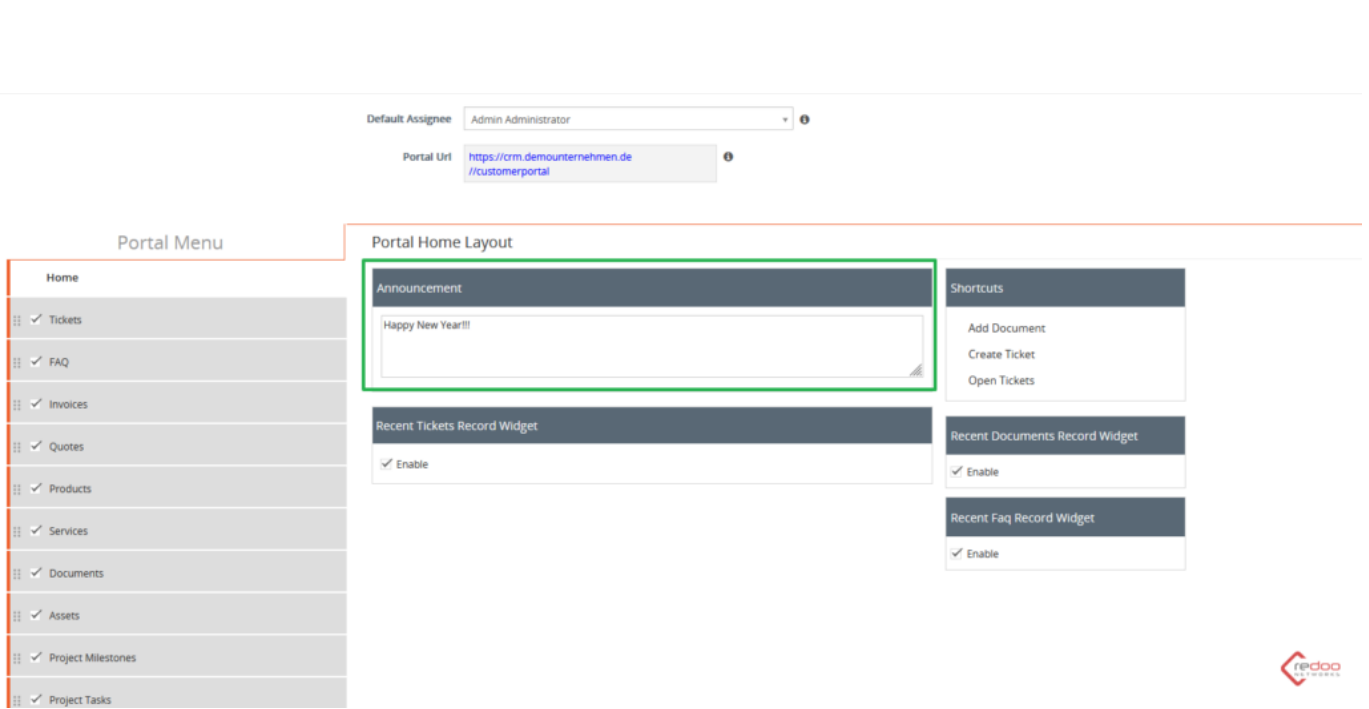 Default Assignee Admin Administrator
Portal Url https://crm.demounternehmen.de
//customerportal
Portal Menu
Home
Tickets
FAQ
Invoices
Quotes
Products
Services
Documents
Assets
Project Milestones
Project Tasks
Portal Home Layout
Announcement
Happy New Year!!!
Recent Tickets Record Widget
Enable
Shortcuts
Add Document
Create Ticket
Open Tickets
Recent Documents Record Widget
Enable
Recent Faq Record Widget
Enable
redoo
NETWORKS